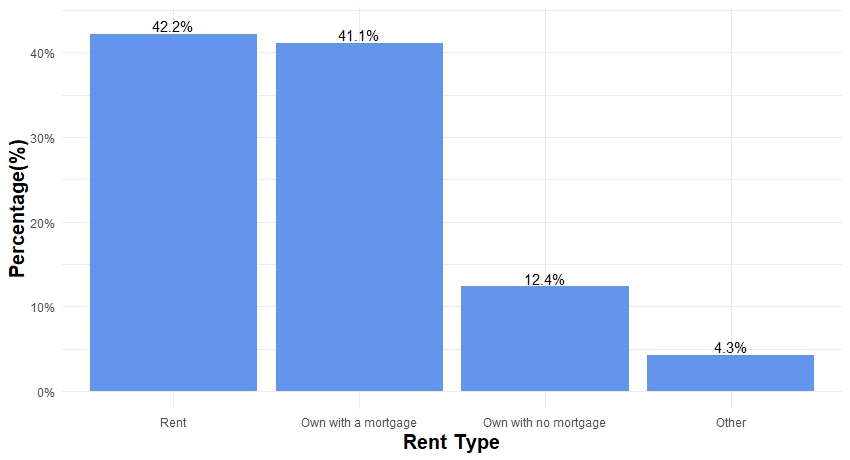 42.2%
41.1%
12.4%
4.3%
40%
30%
20%
10%
0%
Percentage(%)
Rent
Own with a mortgage
Own with no mortgage
Other
Rent Type